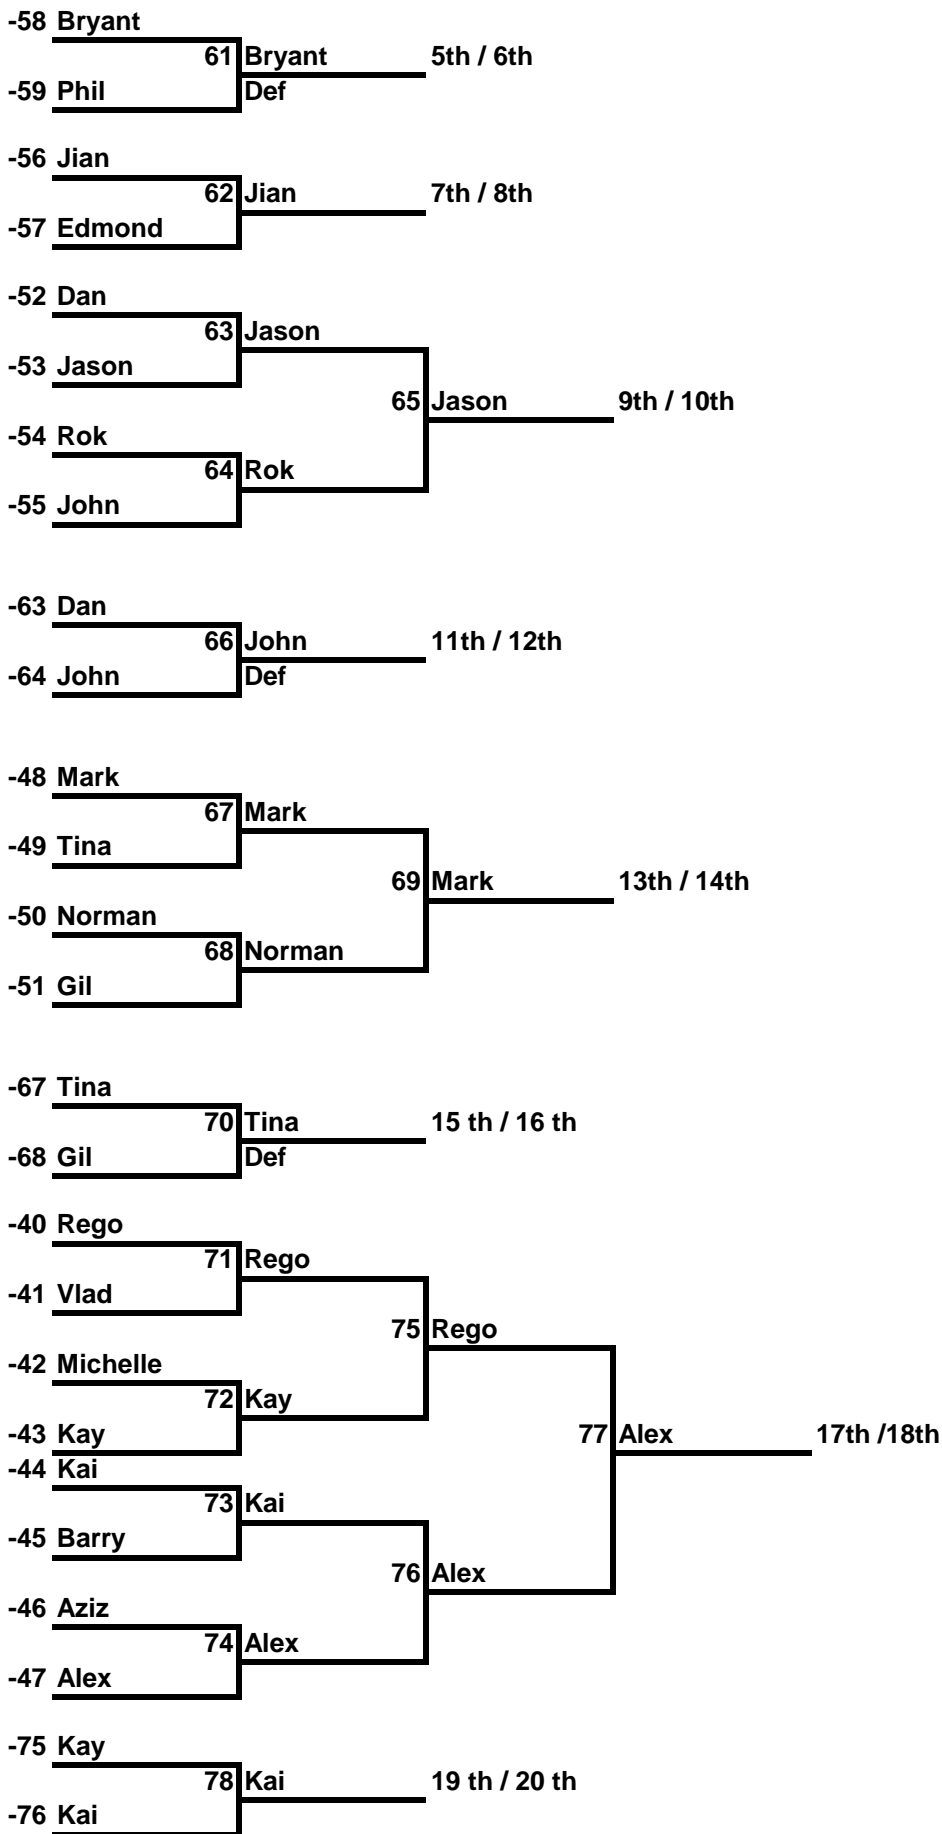 -58 Bryant
61 Bryant 5th / 6th
-59 Phil Def
-56 Jian
62 Jian 7th / 8th
-57 Edmond
-52 Dan
63 Jason
-53 Jason
65 Jason 9th / 10th
-54 Rok
64 Rok
-55 John
-63 Dan
66 John 11th / 12th
-64 John Def
-48 Mark
67 Mark
-49 Tina
69 Mark 13th / 14th
-50 Norman
68 Norman
-51 Gil
-67 Tina
70 Tina 15 th / 16 th
-68 Gil Def
-40 Rego
71 Rego
-41 Vlad
75 Rego
-42 Michelle
72 Kay
-43 Kay 77 Alex 17th /18th
-44 Kai
73 Kai
-45 Barry
76 Alex
-46 Aziz
74 Alex
-47 Alex
-75 Kay
78 Kai 19 th / 20 th
-76 Kai